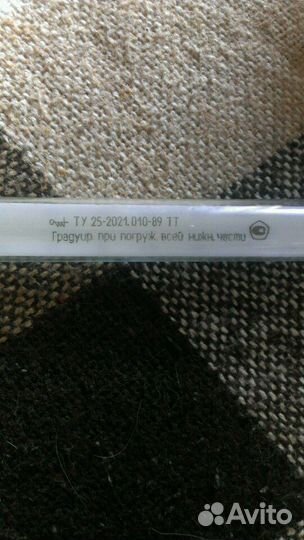 ТУ 25-2021.010-89 ТТ
Градуир. при погруж. всей нижн. части
Avito